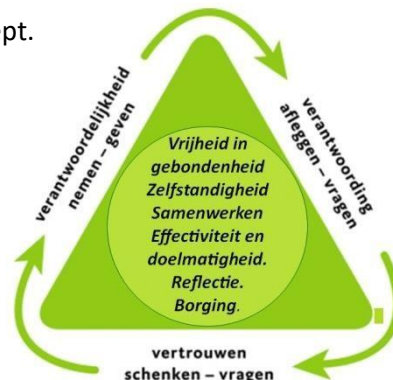 ept.
verantwoordelijkheid
nemen – geven
verantwoording
afleggen – vragen
Vrijheid in
gebondenheid
Zelfstandigheid
Samenwerken
Effectiviteit en
doelmatigheid.
Reflectie.
Borging.
vertrouwen
schenken – vragen